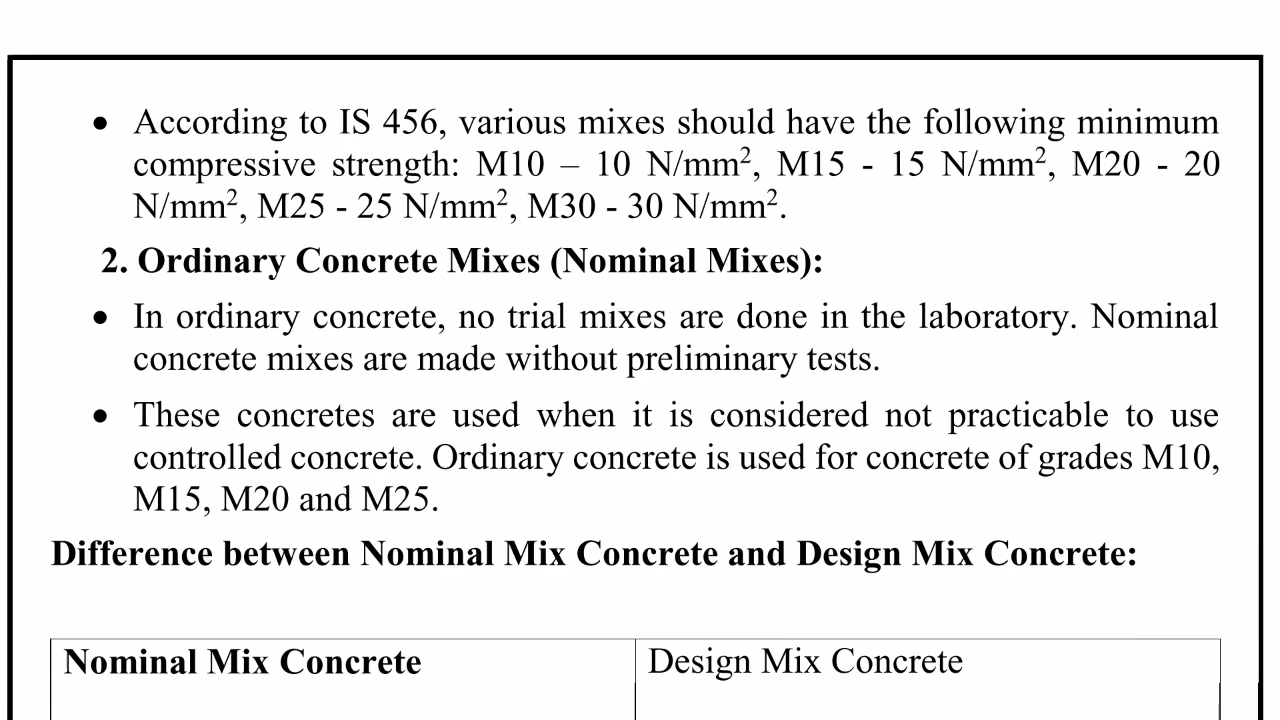 • According to IS 456, various mixes should have the following minimum
compressive strength: M10 – 10 N/mm², M15 - 15 N/mm², M20 - 20
N/mm², M25 - 25 N/mm², M30 - 30 N/mm².
2. Ordinary Concrete Mixes (Nominal Mixes):
• In ordinary concrete, no trial mixes are done in the laboratory. Nominal
concrete mixes are made without preliminary tests.
• These concretes are used when it is considered not practicable to use
controlled concrete. Ordinary concrete is used for concrete of grades M10,
M15, M20 and M25.
Difference between Nominal Mix Concrete and Design Mix Concrete:
Nominal Mix Concrete
Design Mix Concrete